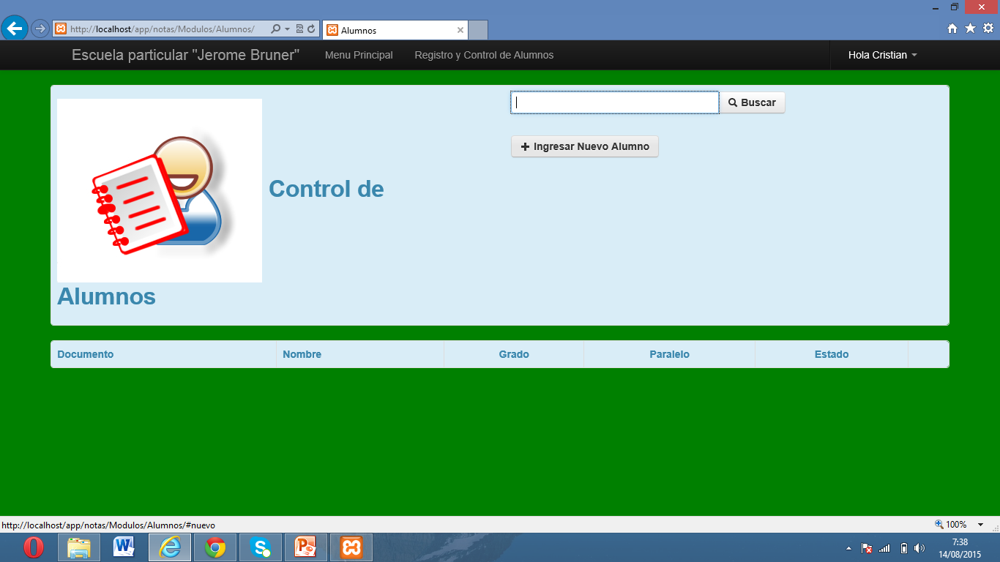 http://localhost/app/notas/Modulos/Alumnos/
Alumnos
Escuela particular "Jerome Bruner"
Menu Principal
Registro y Control de Alumnos
Hola Cristian
Buscar
Ingresar Nuevo Alumno
Control de
Alumnos
Documento
Nombre
Grado
Paralelo
Estado
http://localhost/app/notas/Modulos/Alumnos/#nuevo
100%
7:38
14/08/2015